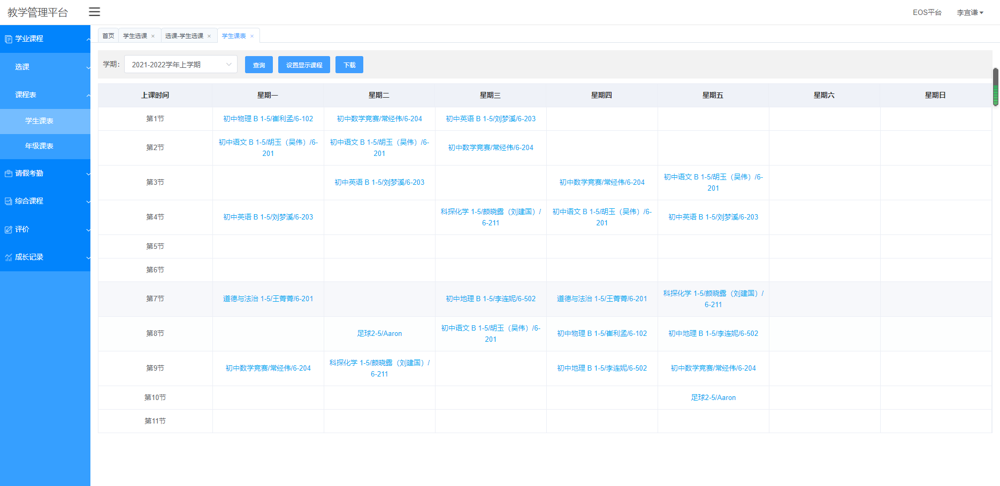 教学管理平台
EOS平台
李宜谦
学业课程
选课
课程表
学生课表
年级课表
请假考勤
综合课程
评价
成长记录
首页 学生选课 × 选课-学生选课 × 学生课表 ×
学期： 2021-2022学年上学期 查询 设置显示课程 下载
上课时间 星期一 星期二 星期三 星期四 星期五 星期六 星期日
第1节 初中物理 B 1-5/崔利孟/6-102 初中数学竞赛/常经伟/6-204 初中英语 B 1-5/刘梦溪/6-203
第2节 初中语文 B 1-5/胡玉（吴伟）/6-201 初中语文 B 1-5/胡玉（吴伟）/6-201 初中数学竞赛/常经伟/6-204
第3节 初中英语 B 1-5/刘梦溪/6-203 初中数学竞赛/常经伟/6-204 初中语文 B 1-5/胡玉（吴伟）/6-201
第4节 初中英语 B 1-5/刘梦溪/6-203 科探化学 1-5/颜晓露（刘建国）/6-211 初中语文 B 1-5/胡玉（吴伟）/6-201 初中英语 B 1-5/刘梦溪/6-203
第5节
第6节
第7节 道德与法治 1-5/王菁菁/6-201 初中地理 B 1-5/李连妮/6-502 道德与法治 1-5/王菁菁/6-201 科探化学 1-5/颜晓露（刘建国）/6-211
第8节 足球2-5/Aaron 初中语文 B 1-5/胡玉（吴伟）/6-201 初中物理 B 1-5/崔利孟/6-102 初中地理 B 1-5/李连妮/6-502
第9节 初中数学竞赛/常经伟/6-204 科探化学 1-5/颜晓露（刘建国）/6-211 初中地理 B 1-5/李连妮/6-502 初中数学竞赛/常经伟/6-204
第10节 足球2-5/Aaron
第11节